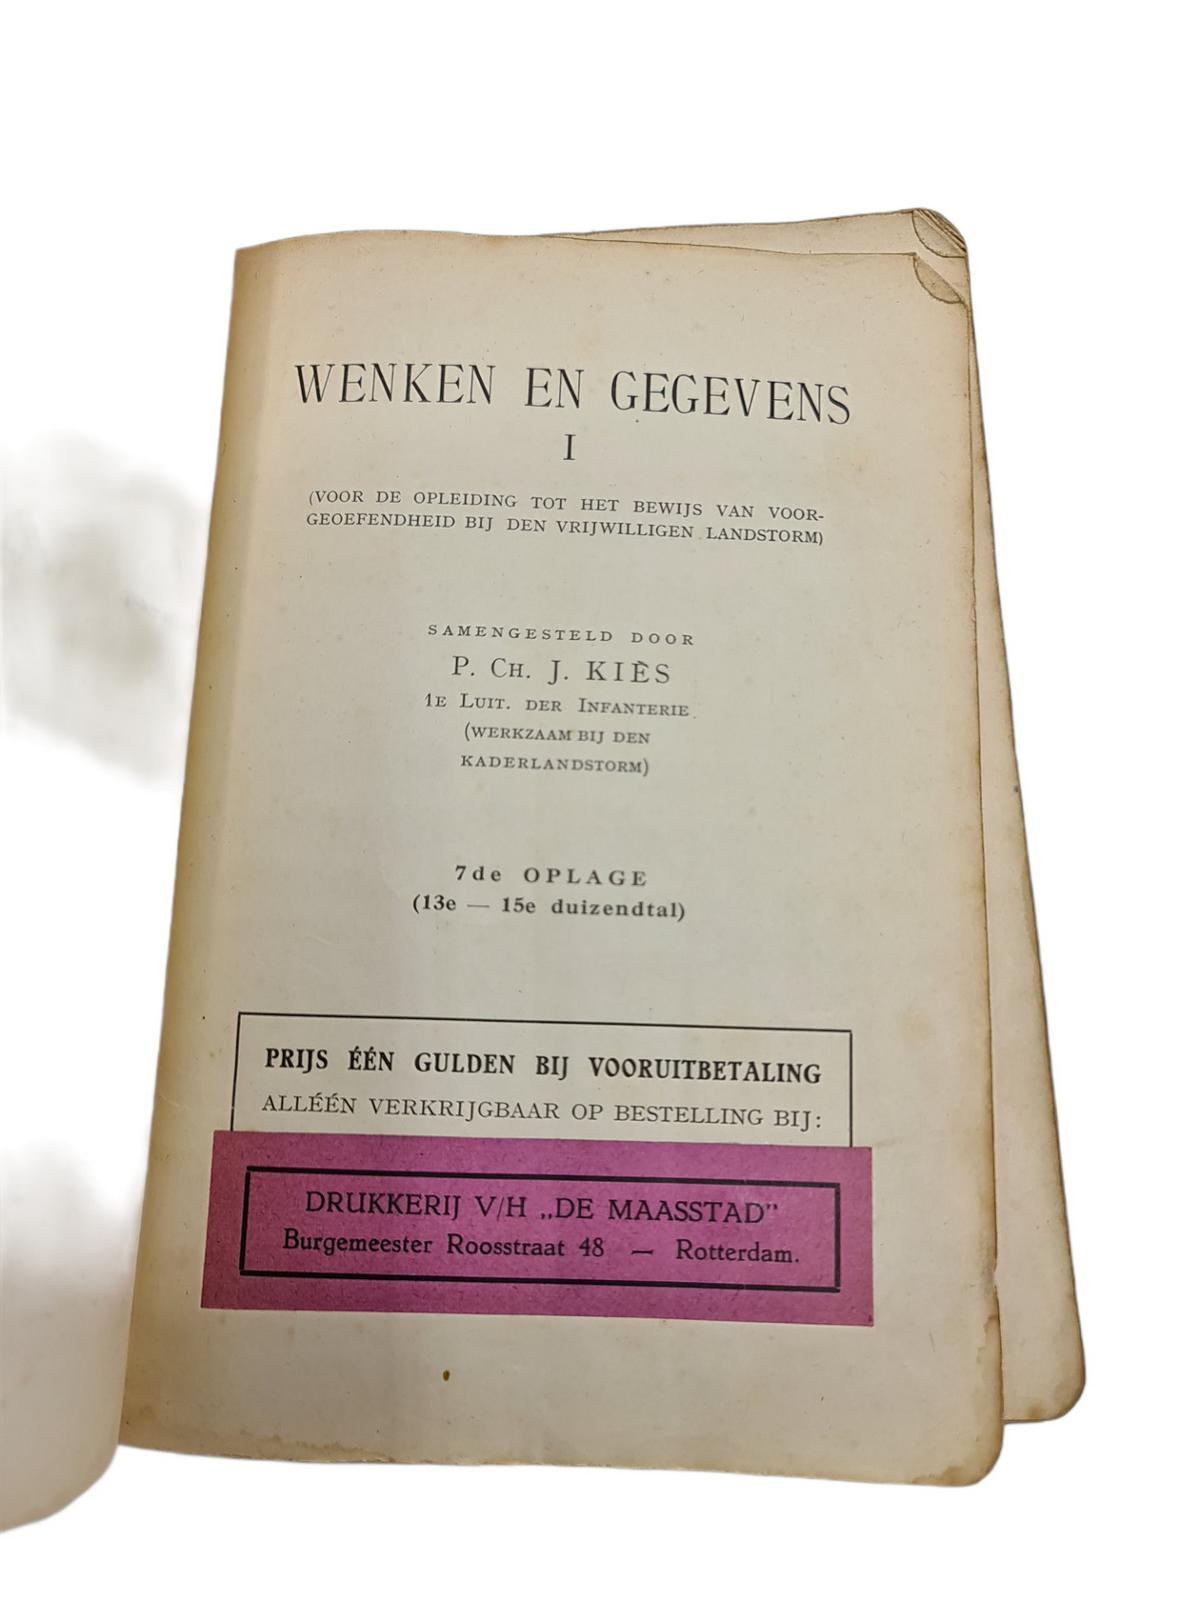 WENKEN EN GEGEVENS
I
(VOOR DE OPLEIDING TOT HET BEWIJS VAN VOOR-
GEOEFENDHEID BIJ DEN VRIJWILLIGEN LANDSTORM)
SAMENGESTELD DOOR
P. CH. J. KIÈS
1E LUIT. DER INFANTERIE
(WERKZAAM BIJ DEN
KADERLANDSTORM)
7de OPLAGE
(13e — 15e duizendtal)
PRIJS ÉÉN GULDEN BIJ VOORUITBETALING
ALLÉÉN VERKRIJGBAAR OP BESTELLING BIJ:
DRUKKERIJ V/H „DE MAASSTAD"
Burgemeester Roosstraat 48 — Rotterdam.